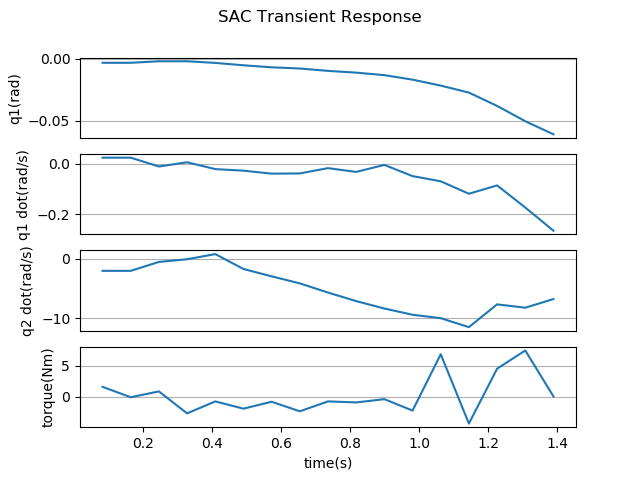 SAC Transient Response
q1(rad)
0.00
−0.05
q1 dot(rad/s)
0.0
−0.2
q2 dot(rad/s)
0
−10
torque(Nm)
5
0
0.2 0.4 0.6 0.8 1.0 1.2 1.4
time(s)